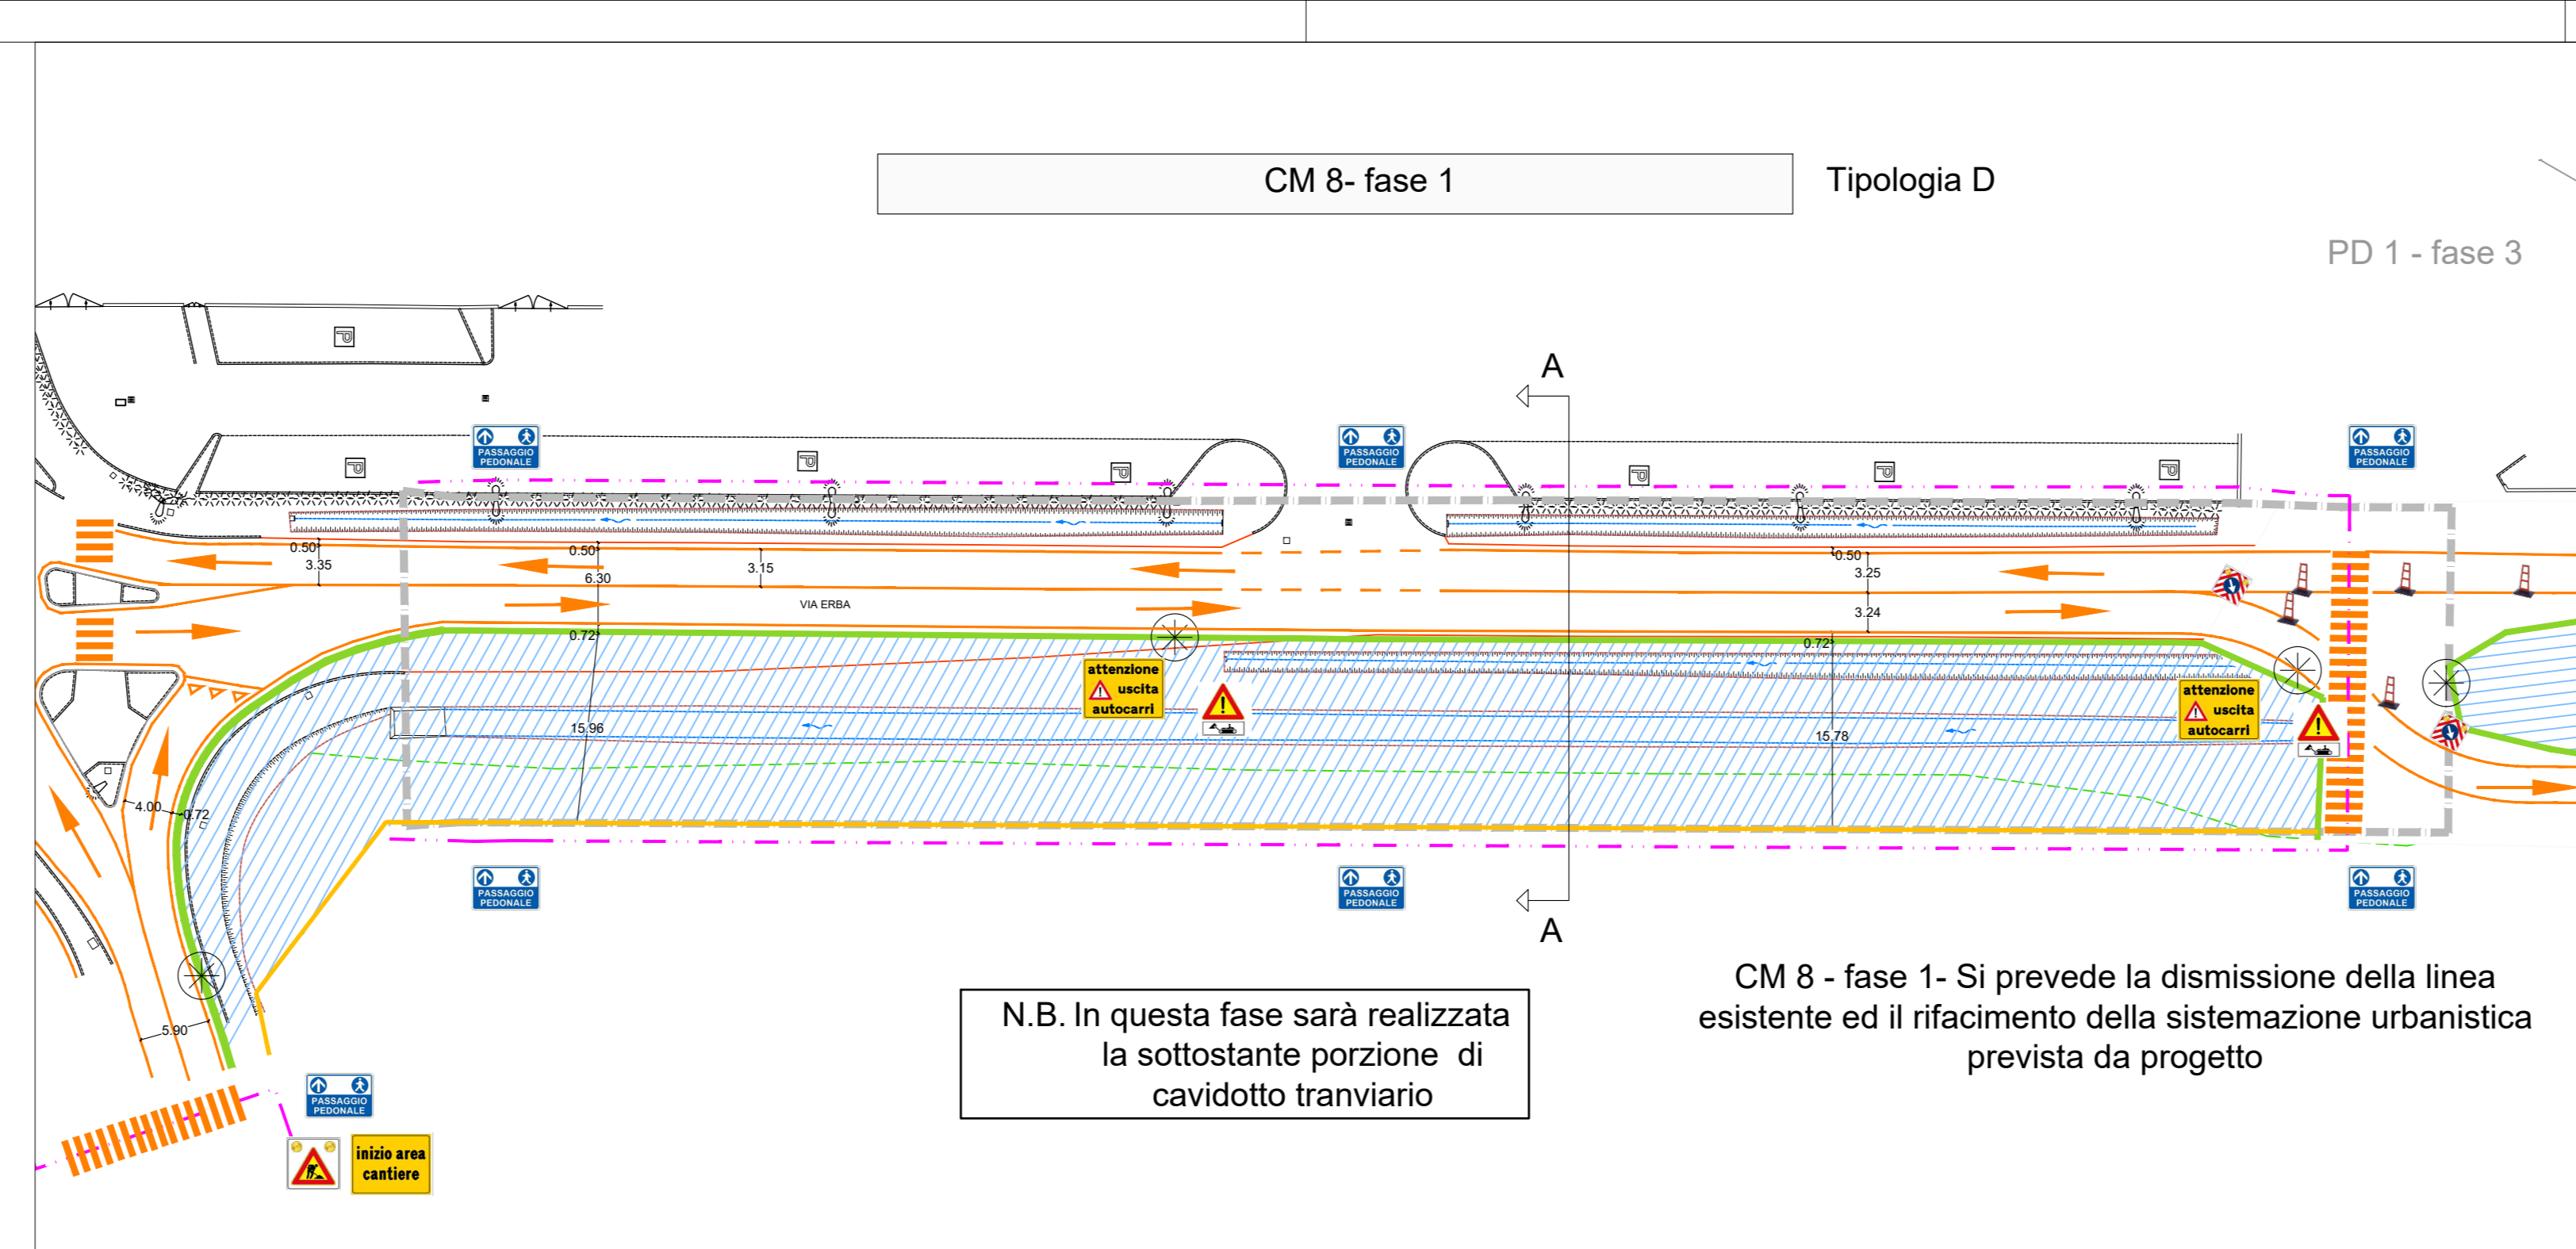 CM 8- fase 1
Tipologia D
PD 1 - fase 3
A
P
P
P
P
P
P
P
PASSAGGIO
PEDONALE
PASSAGGIO
PEDONALE
PASSAGGIO
PEDONALE
0.50
3.35
0.50
6.30
3.15
0.50
3.25
3.24
VIA ERBA
0.72
0.72
attenzione
uscita
autocarri
attenzione
uscita
autocarri
15.96
15.78
4.00
0.72
PASSAGGIO
PEDONALE
PASSAGGIO
PEDONALE
PASSAGGIO
PEDONALE
A
5.90
N.B. In questa fase sarà realizzata
la sottostante porzione di
cavidotto tranviario
CM 8 - fase 1- Si prevede la dismissione della linea
esistente ed il rifacimento della sistemazione urbanistica
prevista da progetto
PASSAGGIO
PEDONALE
inizio area
cantiere